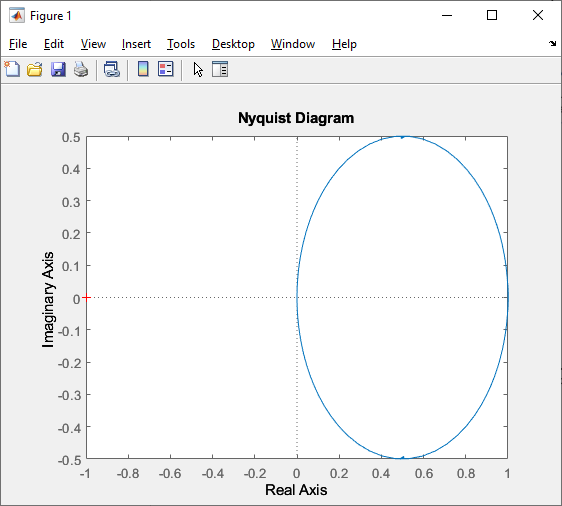 Figure 1
File Edit View Insert Tools Desktop Window Help
Nyquist Diagram
0.5
0.4
0.3
0.2
0.1
0
-0.1
-0.2
-0.3
-0.4
-0.5
Imaginary Axis
-1 -0.8 -0.6 -0.4 -0.2 0 0.2 0.4 0.6 0.8 1
Real Axis